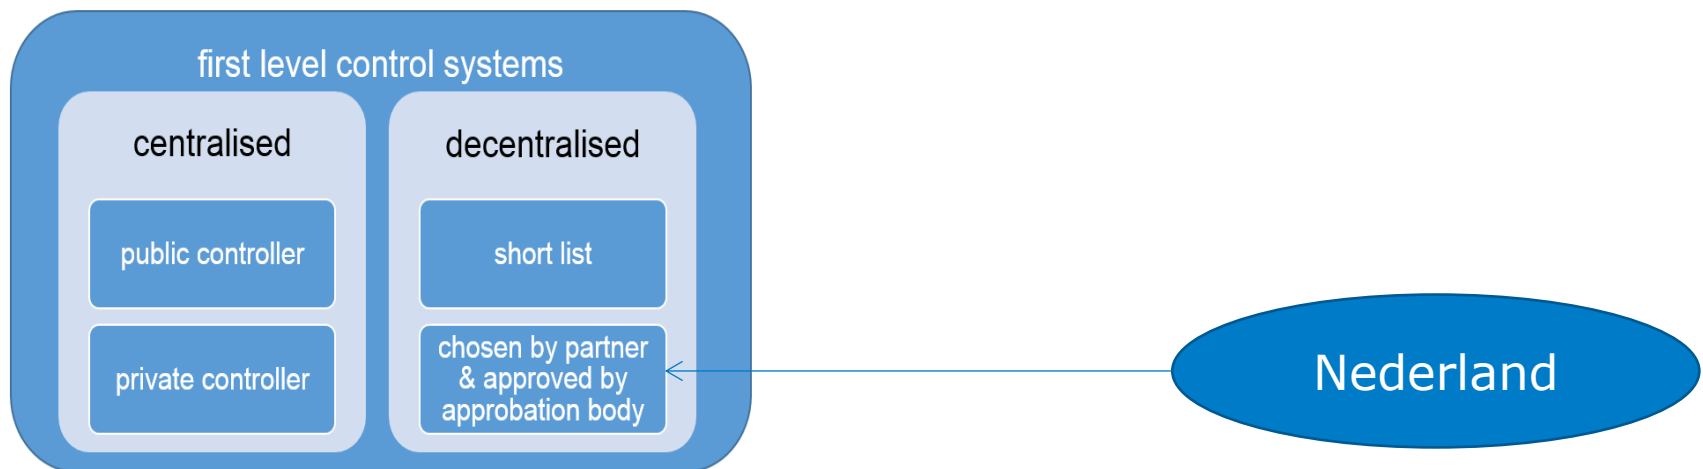 first level control systems
centralised
public controller
private controller
decentralised
short list
chosen by partner
& approved by
approbation body
Nederland